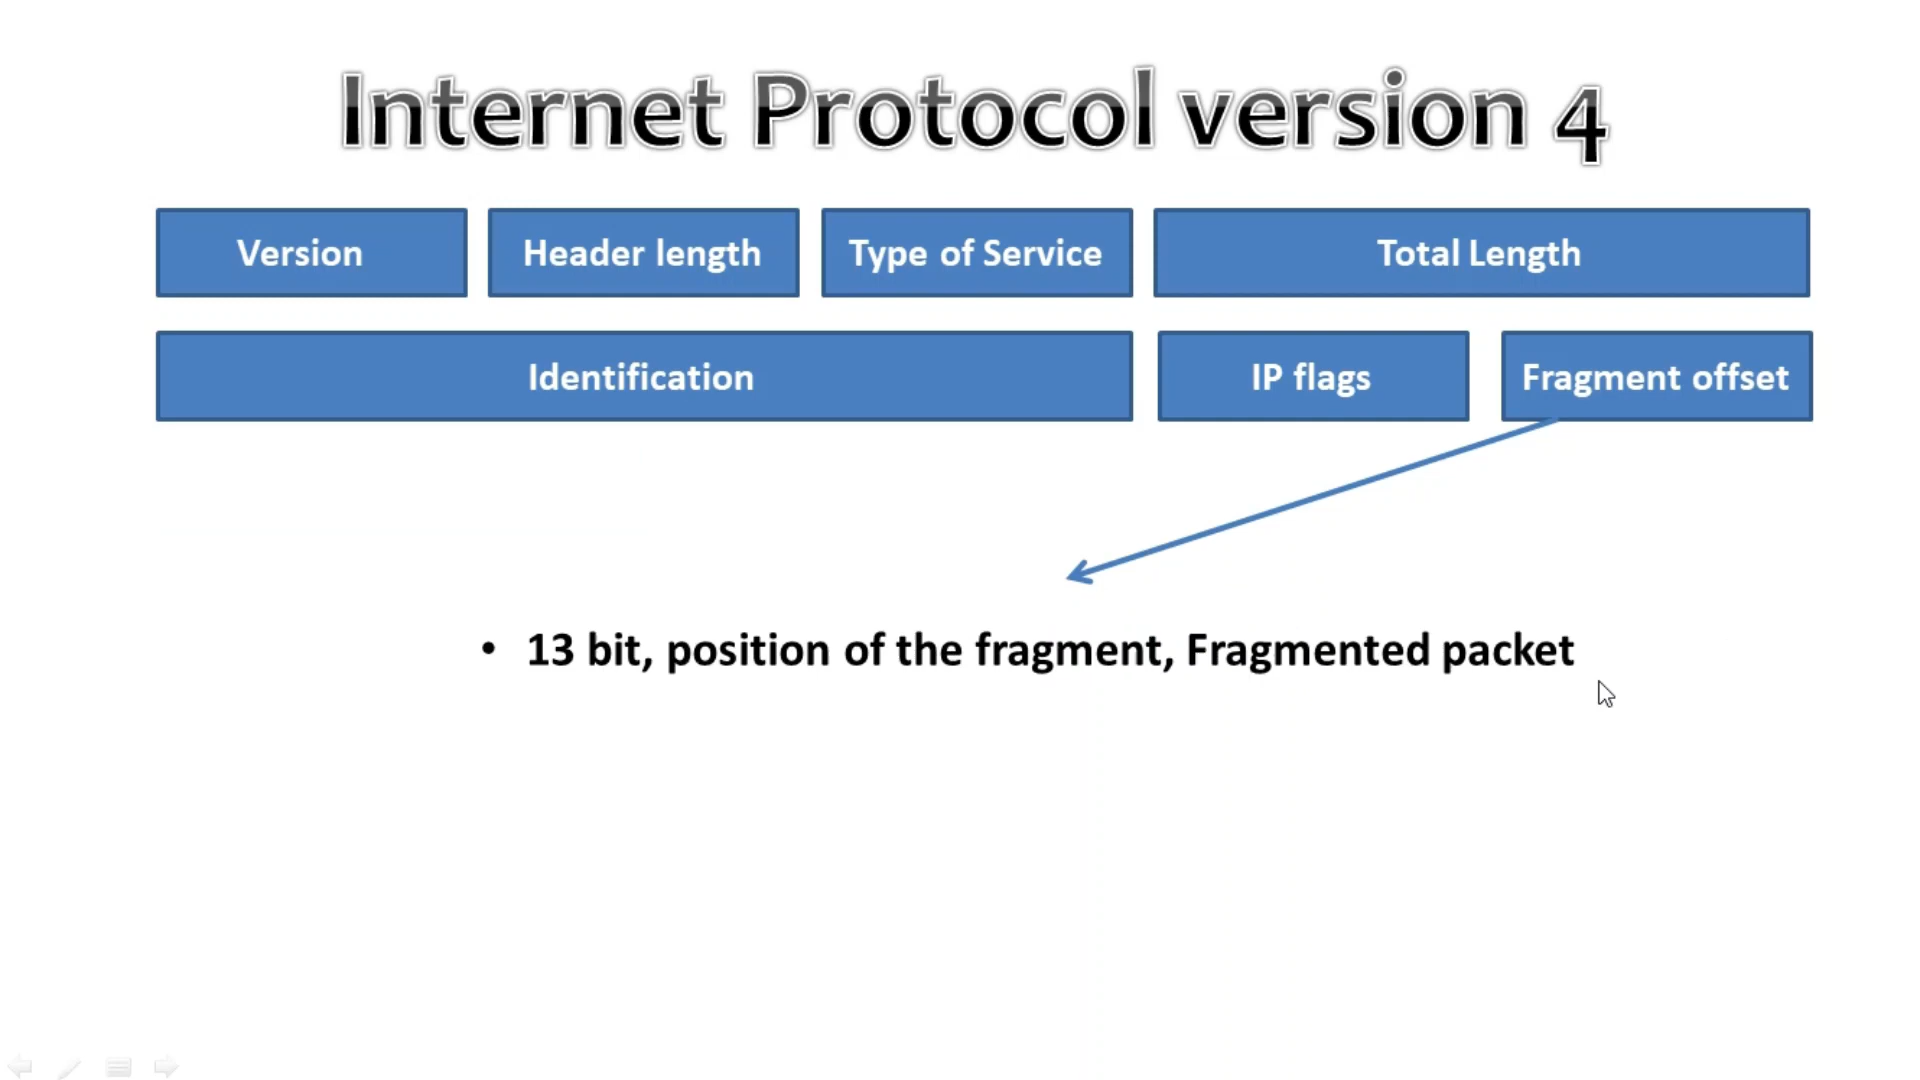 Internet Protocol version 4
Version Header length Type of Service Total Length
Identification IP flags Fragment offset
• 13 bit, position of the fragment, Fragmented packet